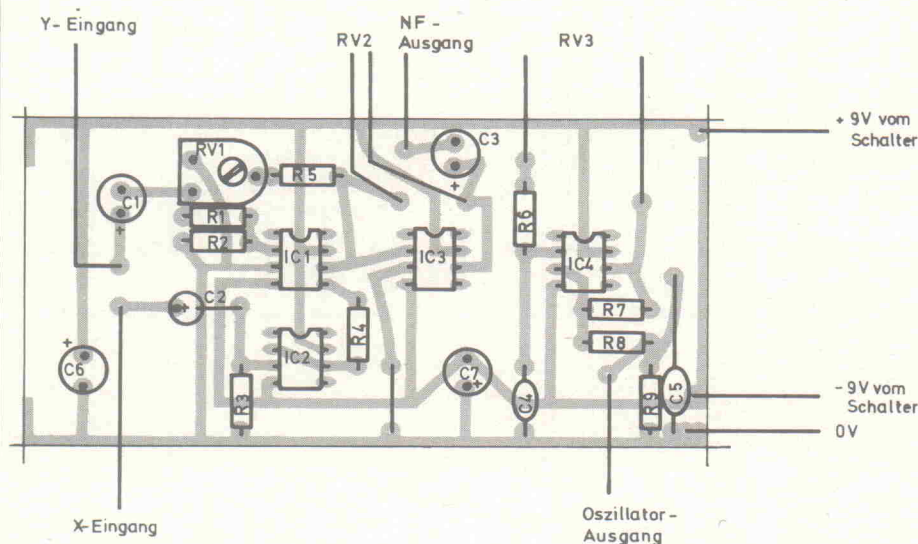 Y-Eingang
NF-
Ausgang
RV2
RV3
+ 9V vom
Schalter
RV1
R5
C3
+
C1
+
R1
R2
R6
IC1
IC3
IC4
C2
+
R7
R4
R8
IC2
+
C6
C7
+
R3
C4
R9
C5
-9V vom
Schalter
0V
X-Eingang
Oszillator-
Ausgang